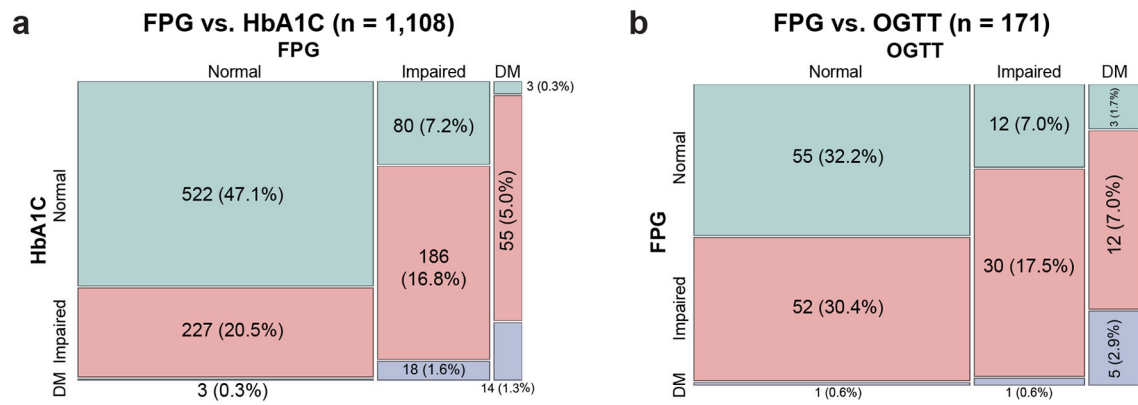 a
FPG vs. HbA1C (n = 1,108)
FPG
Normal
Impaired
DM
HbA1C
Normal
Impaired
DM
522 (47.1%)
80 (7.2%)
3 (0.3%)
227 (20.5%)
186
(16.8%)
55 (5.0%)
3 (0.3%)
18 (1.6%)
14 (1.3%)
b
FPG vs. OGTT (n = 171)
OGTT
Normal
Impaired
DM
FPG
Normal
Impaired
DM
55 (32.2%)
12 (7.0%)
3 (1.7%)
52 (30.4%)
30 (17.5%)
12 (7.0%)
1 (0.6%)
1 (0.6%)
5 (2.9%)